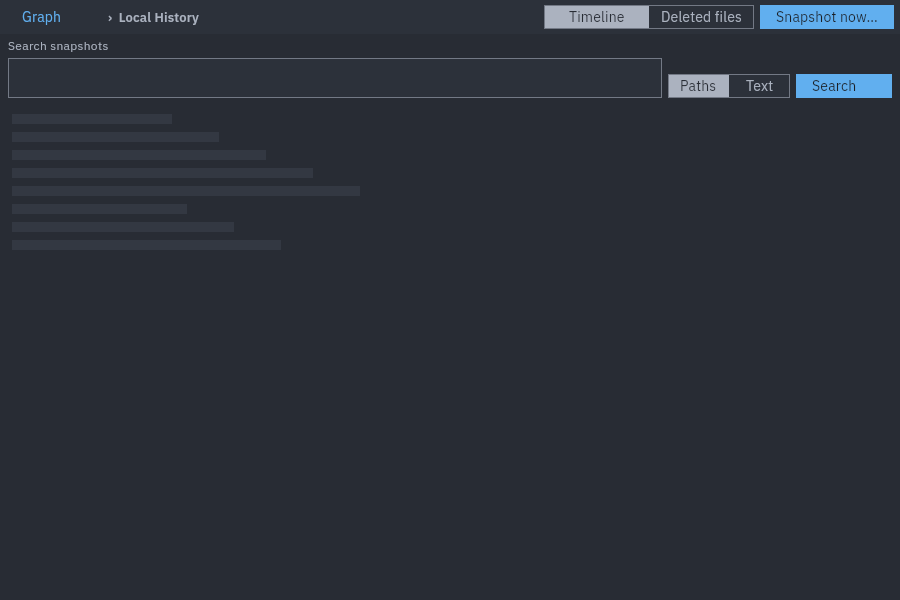 Graph › Local History Timeline Deleted files Snapshot now...
Search snapshots
Paths Text Search